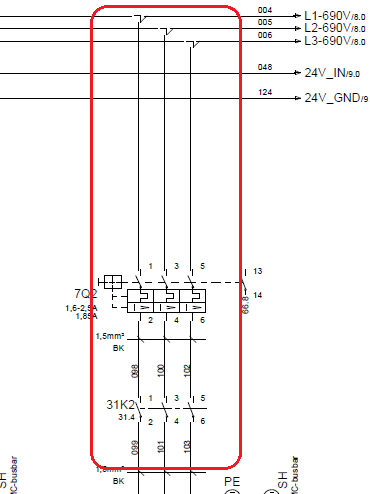 004
L1-690V/8.0
005
L2-690V/8.0
006
L3-690V/8.0
048
24V_IN/9.0
124
24V_GND/9
1 3 5
13
7Q2
1,6-2,5A
1,85A
14
66.8
2 4 6
1,5mm²
BK
098 100 102
31K2
31.4
1 3 5
2 4 6
099 101 103
1,5mm²
BK
PE
SH
MC-busbar
SH
MC-busbar